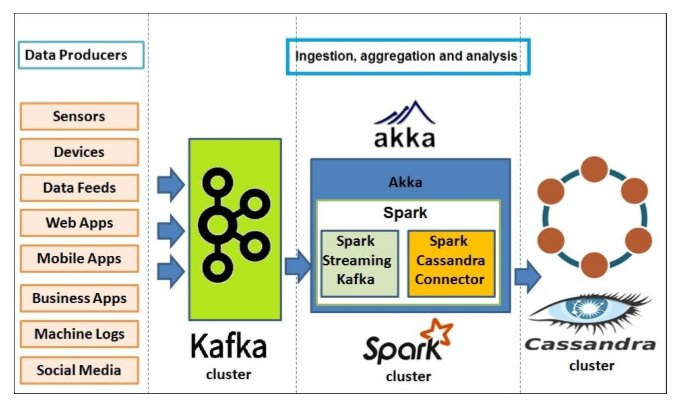 Data Producers
Ingestion, aggregation and analysis
Sensors
Devices
Data Feeds
Web Apps
Mobile Apps
Business Apps
Machine Logs
Social Media
Kafka
cluster
akka
Akka
Spark
Spark
Streaming
Kafka
Spark
Cassandra
Connector
Spark
cluster
Cassandra
cluster